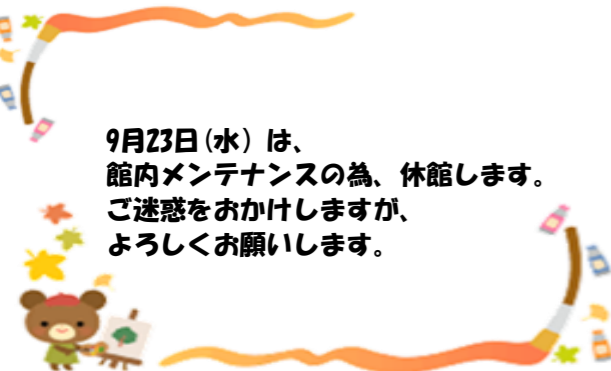 9月23日(水) は、
館内メンテナンスの為、休館します。
ご迷惑をおかけしますが、
よろしくお願いします。